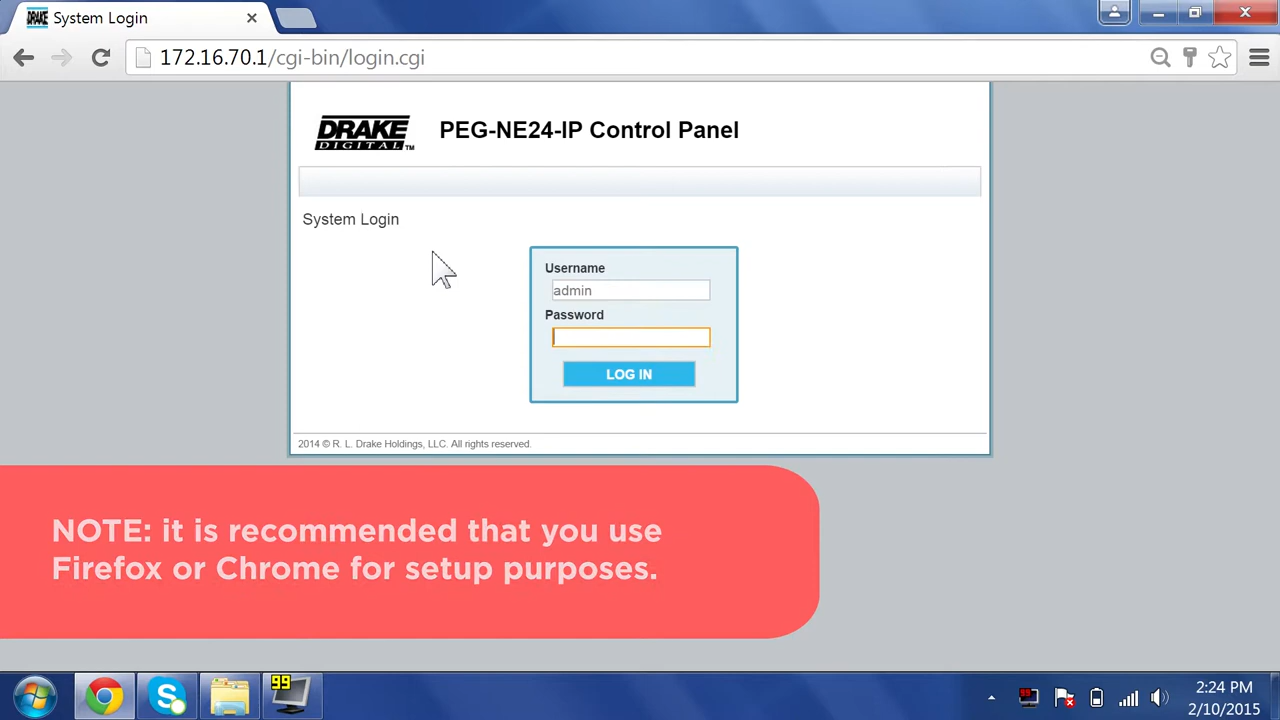 System Login
172.16.70.1/cgi-bin/login.cgi
DRAKE
DIGITAL™
PEG-NE24-IP Control Panel
System Login
Username
admin
Password
LOG IN
2014 © R. L. Drake Holdings, LLC. All rights reserved.
NOTE: it is recommended that you use
Firefox or Chrome for setup purposes.
99
2:24 PM
2/10/2015